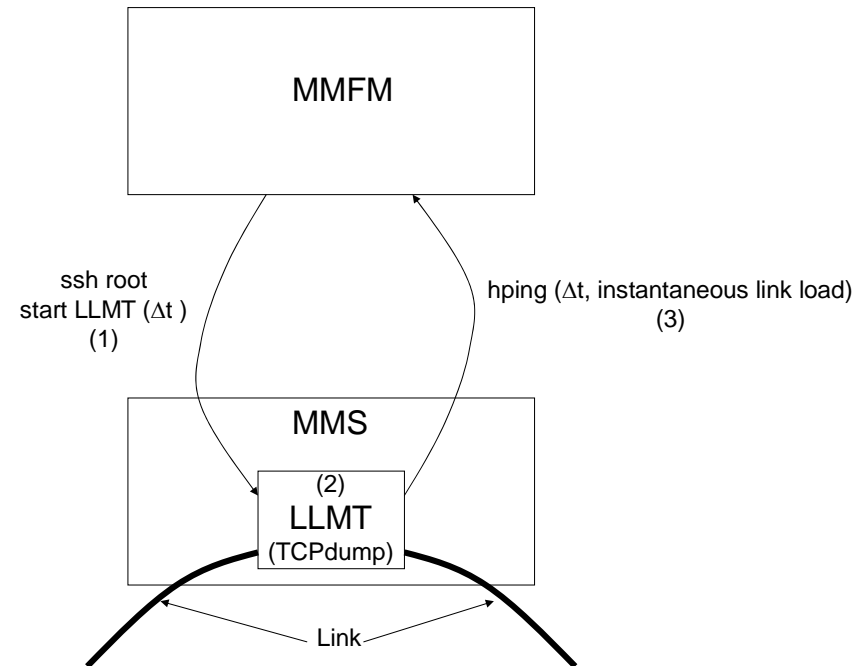 MMFM
ssh root
start LLMT (Δt )
(1)
hping (Δt, instantaneous link load)
(3)
MMS
(2)
LLMT
(TCPdump)
Link